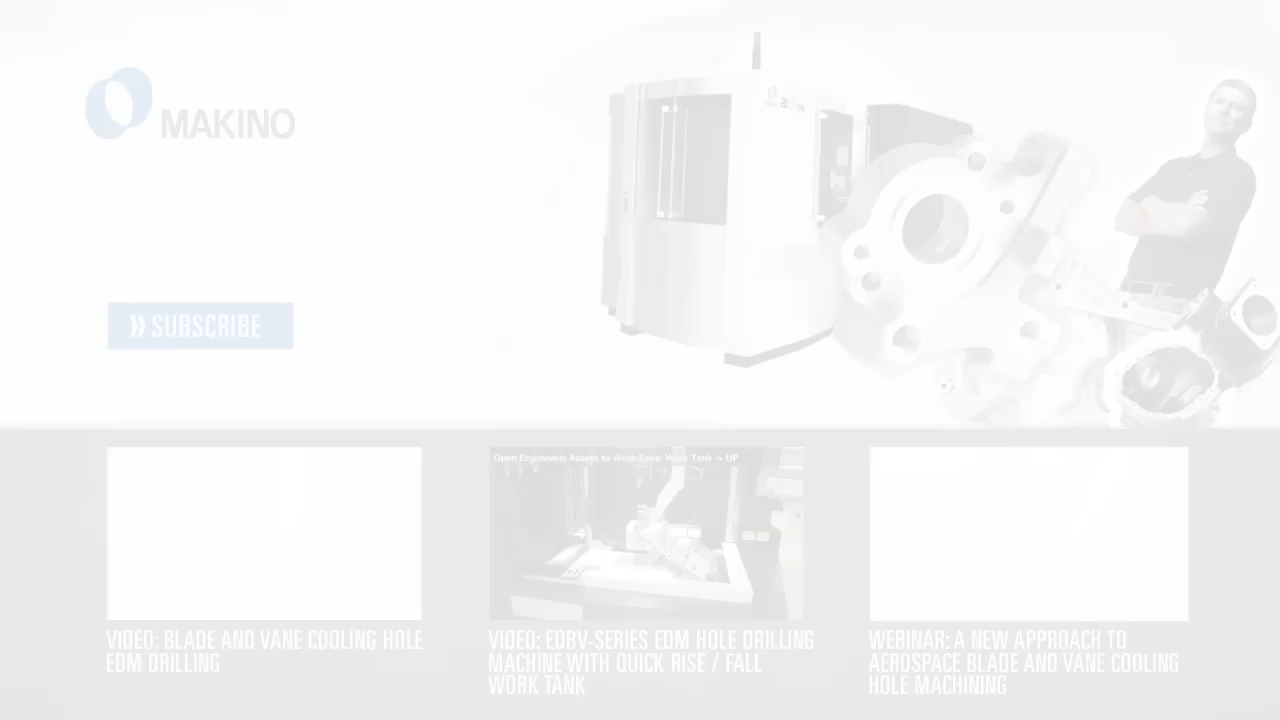 MAKINO
» SUBSCRIBE
Open Ergonomic Access to Work Zone: Work Tank -> UP
VIDEO: BLADE AND VANE COOLING HOLE
EDM DRILLING
VIDEO: EDBV-SERIES EDM HOLE DRILLING
MACHINE WITH QUICK RISE / FALL
WORK TANK
WEBINAR: A NEW APPROACH TO
AEROSPACE BLADE AND VANE COOLING
HOLE MACHINING